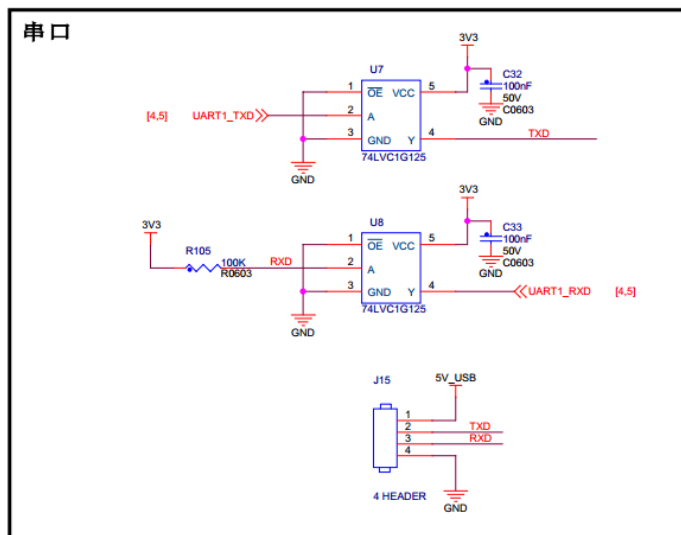 串口
3V3
U7
C32
100nF
50V
C0603
GND
1 OE VCC 5
[4,5] UART1_TXD 2 A
3 GND Y 4 TXD
74LVC1G125
GND
3V3
3V3
U8
C33
100nF
50V
C0603
GND
R105
100K
R0603
RXD
1 OE VCC 5
2 A
3 GND Y 4 UART1_RXD [4,5]
74LVC1G125
GND
J15
5V_USB
1
2 TXD
3 RXD
4
4 HEADER
GND